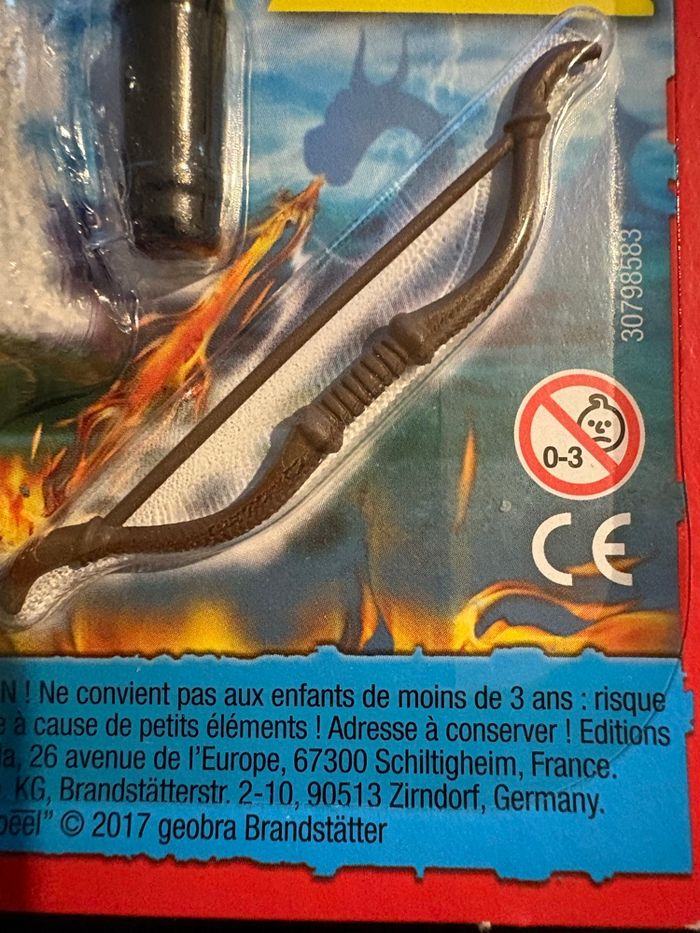 30798583
0-3
CE
N ! Ne convient pas aux enfants de moins de 3 ans : risque
à cause de petits éléments ! Adresse à conserver ! Editions
a, 26 avenue de l'Europe, 67300 Schiltigheim, France.
KG, Brandstätterstr. 2-10, 90513 Zirndorf, Germany.
© 2017 geobra Brandstätter